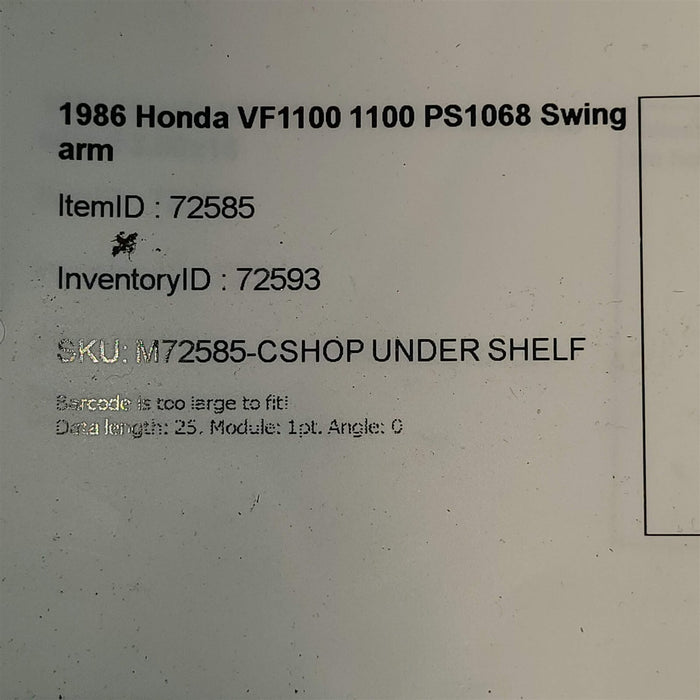 1986 Honda VF1100 1100 PS1068 Swing
arm
ItemID : 72585
InventoryID : 72593
SKU: M72585-CSHOP UNDER SHELF
Barcode is too large to fit!
Data length: 25, Module: 1pt. Angle: 0